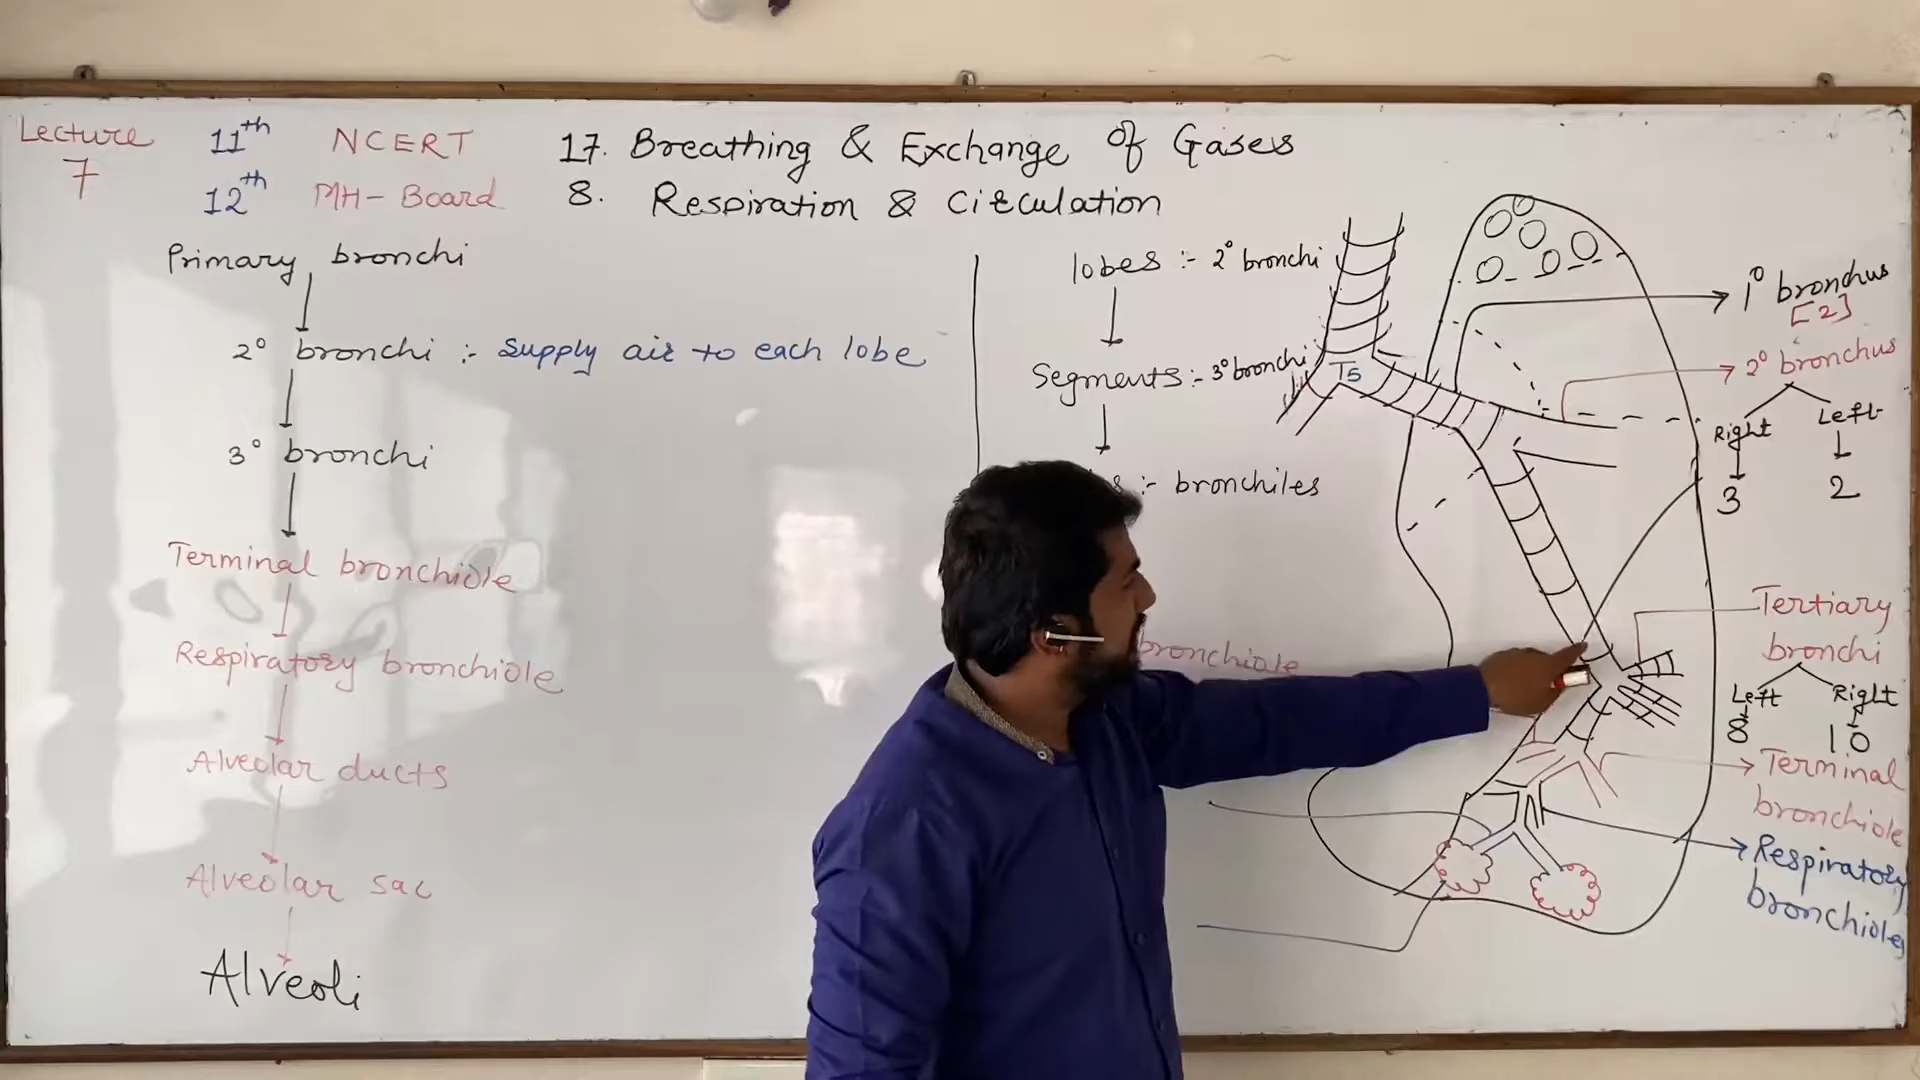 Lecture
7
11th NCERT
12th MH-Board
17. Breathing & Exchange of Gases
8. Respiration & Circulation
Primary bronchi
2° bronchi :- Supply air to each lobe
3° bronchi
Terminal bronchiole
Respiratory bronchiole
Alveolar ducts
Alveolar sac
Alveoli
lobes :- 2° bronchi
Segments:- 3° bronchi
:- bronchiles
bronchiole
T5
1° bronchus
[2]
2° bronchus
Right Left
3 2
Tertiary
bronchi
Left Right
8 10
Terminal
bronchiole
Respiratory
bronchioles